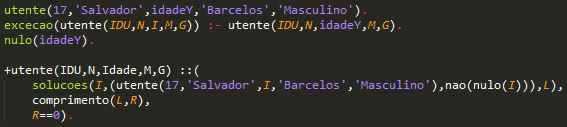 utente(17,'Salvador',idadeY,'Barcelos','Masculino').
excecao(utente(IDU,N,I,M,G)) :- utente(IDU,N,idadeY,M,G).
nulo(idadeY).
+utente(IDU,N,Idade,M,G) ::(
solucoes(I,(utente(17,'Salvador',I,'Barcelos','Masculino'),nao(nulo(I))),L),
comprimento(L,R),
R==0).